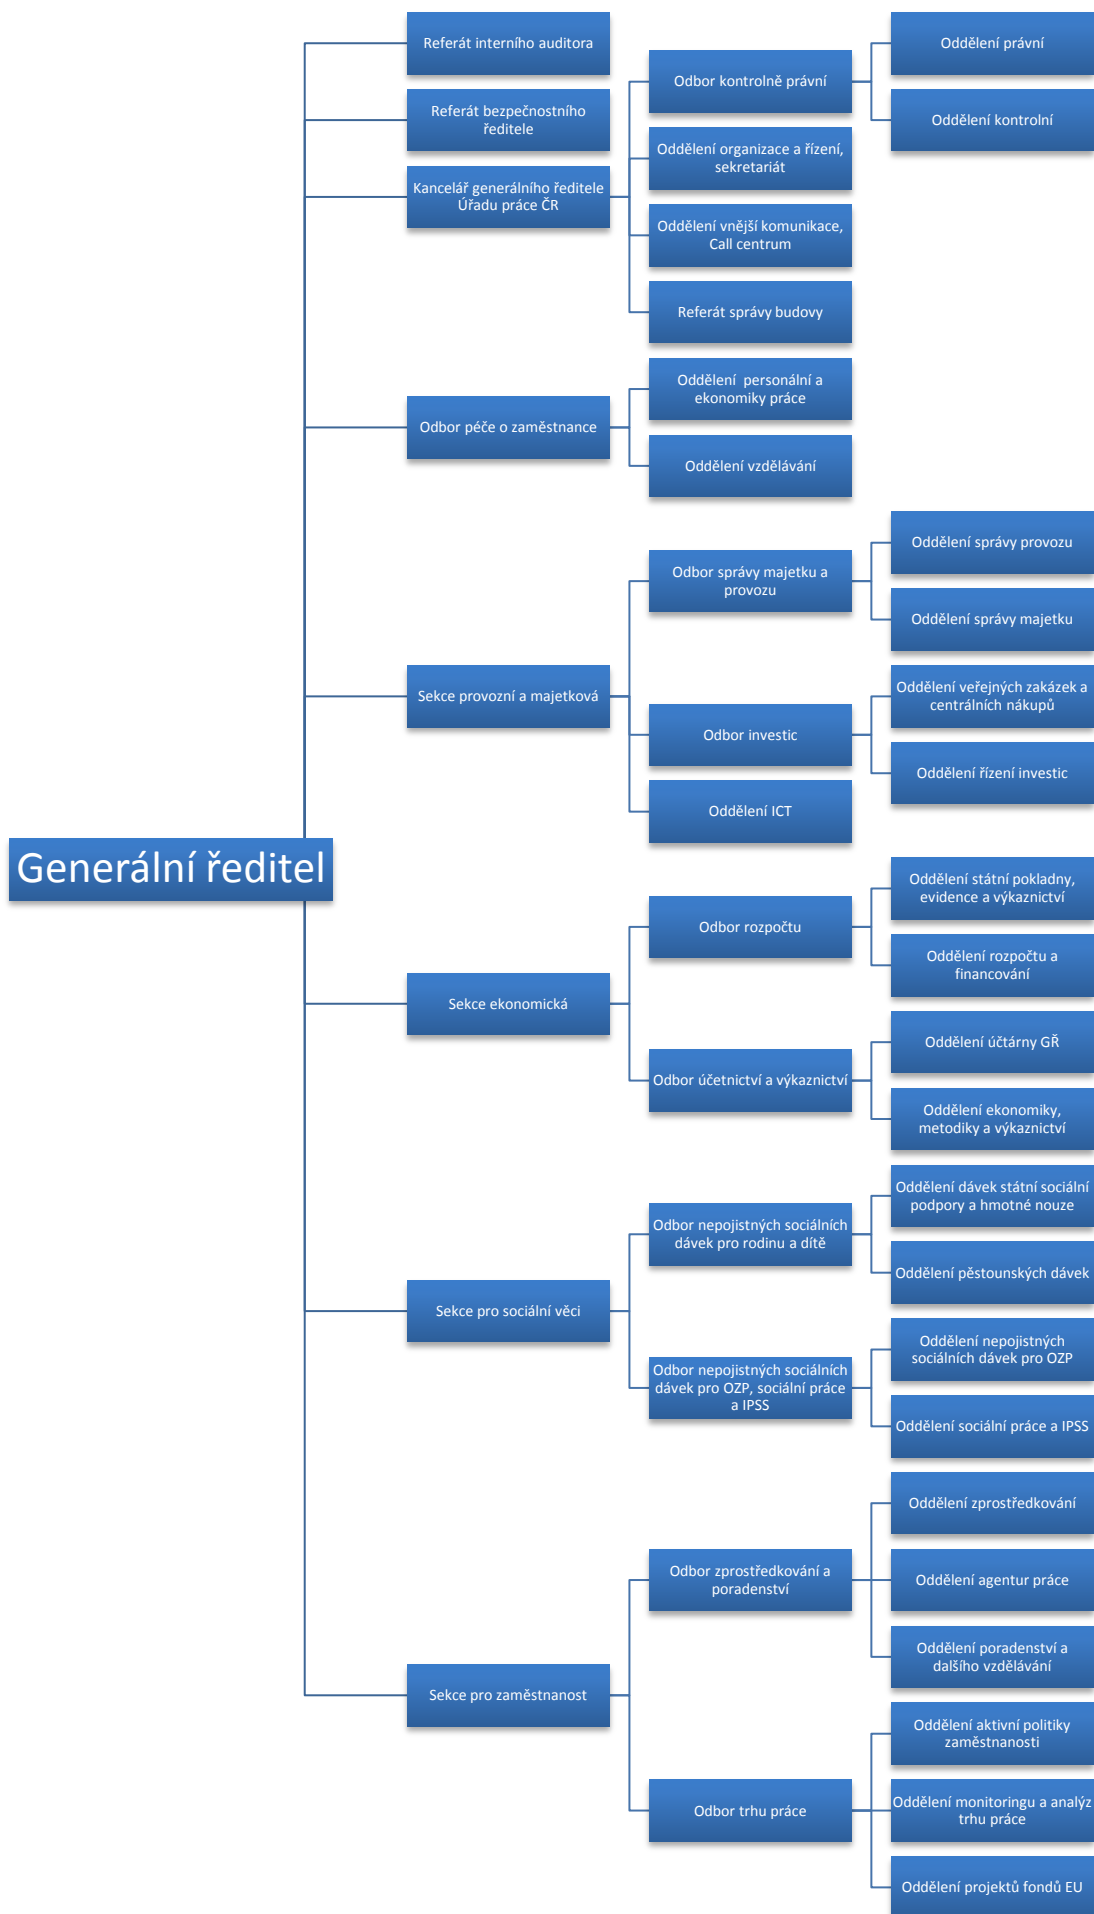 Generální ředitel
Referát interního auditora
Referát bezpečnostního
ředitele
Kancelář generálního ředitele
Úřadu práce ČR
Odbor kontrolně právní
Oddělení právní
Oddělení kontrolní
Oddělení organizace a řízení,
sekretariát
Oddělení vnější komunikace,
Call centrum
Referát správy budovy
Odbor péče o zaměstnance
Oddělení  personální a
ekonomiky práce
Oddělení vzdělávání
Sekce provozní a majetková
Odbor správy majetku a
provozu
Oddělení správy provozu
Oddělení správy majetku
Odbor investic
Oddělení veřejných zakázek a
centrálních nákupů
Oddělení řízení investic
Oddělení ICT
Sekce ekonomická
Odbor rozpočtu
Oddělení státní pokladny,
evidence a výkaznictví
Oddělení rozpočtu a
financování
Odbor účetnictví a výkaznictví
Oddělení účtárny GŘ
Oddělení ekonomiky,
metodiky a výkaznictví
Sekce pro sociální věci
Odbor nepojistných sociálních
dávek pro rodinu a dítě
Oddělení dávek státní sociální
podpory a hmotné nouze
Oddělení pěstounských dávek
Odbor nepojistných sociálních
dávek pro OZP, sociální práce
a IPSS
Oddělení nepojistných
sociálních dávek pro OZP
Oddělení sociální práce a IPSS
Sekce pro zaměstnanost
Odbor zprostředkování a
poradenství
Oddělení zprostředkování
Oddělení agentur práce
Oddělení poradenství a
dalšího vzdělávání
Odbor trhu práce
Oddělení aktivní politiky
zaměstnanosti
Oddělení monitoringu a analýz
trhu práce
Oddělení projektů fondů EU